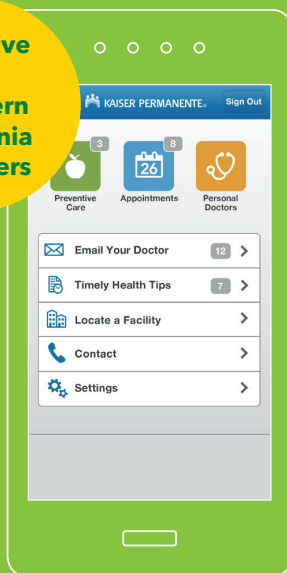 ive
ern
nia
ers
KAISER PERMANENTE®
Sign Out
3
8
26
Preventive Care
Appointments
Personal Doctors
Email Your Doctor 12
Timely Health Tips 7
Locate a Facility
Contact
Settings